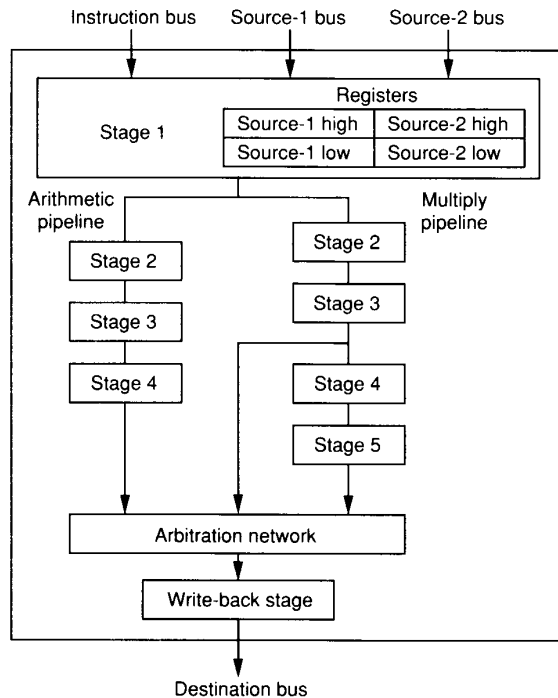 Instruction bus
Source-1 bus
Source-2 bus
Registers
Stage 1
Source-1 high
Source-2 high
Source-1 low
Source-2 low
Arithmetic
pipeline
Multiply
pipeline
Stage 2
Stage 2
Stage 3
Stage 3
Stage 4
Stage 4
Stage 5
Arbitration network
Write-back stage
Destination bus